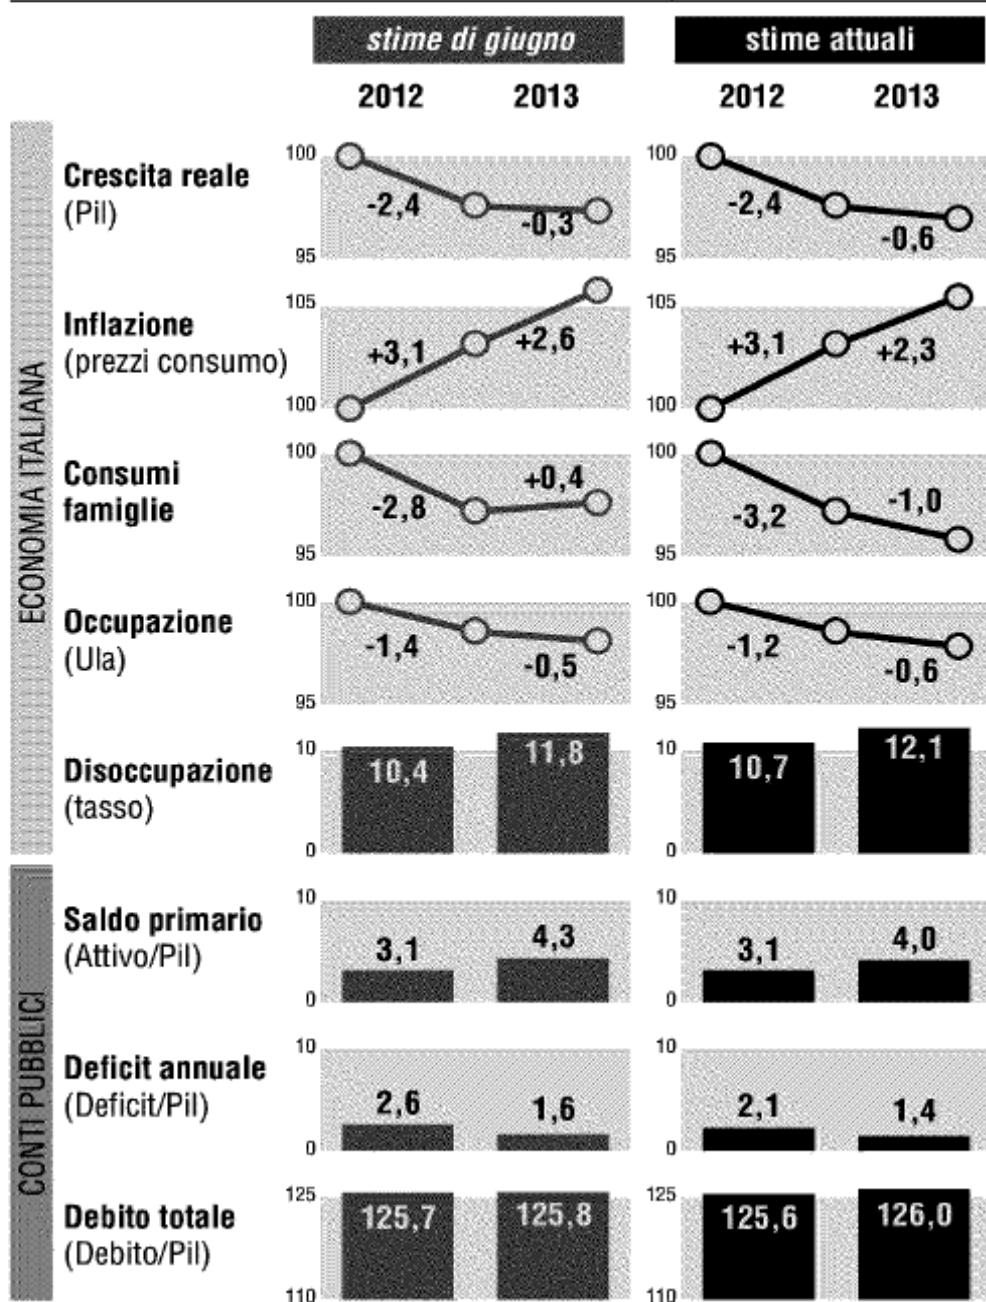 stime di giugno stime attuali
2012 2013 2012 2013
ECONOMIA ITALIANA
Crescita reale
(Pil)
100 -2,4 -0,3 95
100 -2,4 -0,6 95
Inflazione
(prezzi consumo)
105 +3,1 +2,6 100
105 +3,1 +2,3 100
Consumi
famiglie
100 -2,8 +0,4 95
100 -3,2 -1,0 95
Occupazione
(Ula)
100 -1,4 -0,5 95
100 -1,2 -0,6 95
Disoccupazione
(tasso)
10 10,4 11,8 0
10 10,7 12,1 0
CONTI PUBBLICI
Saldo primario
(Attivo/Pil)
10 3,1 4,3 0
10 3,1 4,0 0
Deficit annuale
(Deficit/Pil)
10 2,6 1,6 0
10 2,1 1,4 0
Debito totale
(Debito/Pil)
125 125,7 125,8 110
125 125,6 126,0 110